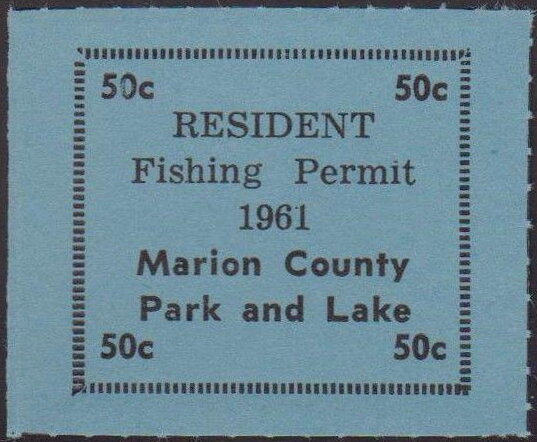 50c 50c
RESIDENT
Fishing Permit
1961
Marion County
Park and Lake
50c 50c